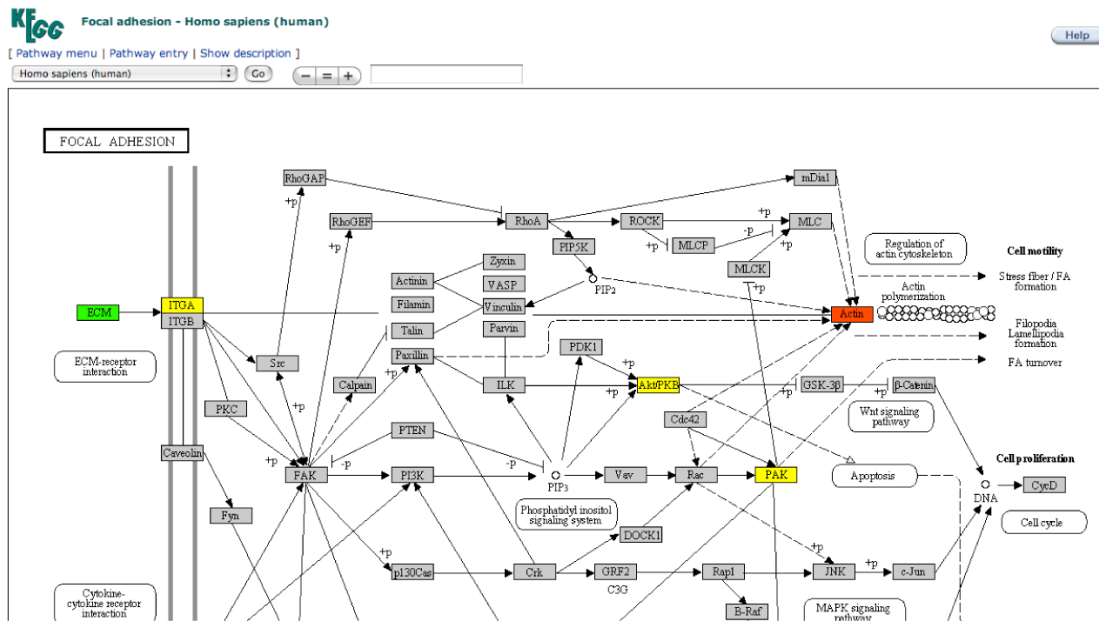 KEGG
Focal adhesion - Homo sapiens (human)
Help
[ Pathway menu | Pathway entry | Show description ]
Homo sapiens (human)
Go
− = +
FOCAL ADHESION
RhoGAP
mDia1
+p
RhoGEF
RhoA
ROCK
+p
MLC
+p
+p
MLCP
-p
+p
PIP5K
Regulation of
actin cytoskeleton
Cell motility
Zyxin
MLCK
+p
Actinin
VASP
PIP2
Stress fiber / FA
formation
Actin
polymerization
ECM
ITGA
ITGB
Filamin
Vinculin
Actin
Talin
Parvin
Filopodia
Lamellipodia
formation
ECM-receptor
interaction
Src
Paxillin
PDK1
+p
FA turnover
+p
Calpain
+p
ILK
+p
Akt/PKB
GSK-3β
+p
+p
β-Catenin
PKC
PTEN
Cdc42
Wnt signaling
pathway
Caveolin
+p
-p
-p
Cell proliferation
FAK
PI3K
PIP3
Vav
Rac
PAK
Apoptosis
DNA
CycD
Fyn
Phosphatidyl inositol
signaling system
DOCK1
Cell cycle
+p
+p
p130Cas
Crk
GRF2
C3G
Rap1
JNK
+p
c-Jun
Cytokine-
cytokine receptor
interaction
B-Raf
MAPK signaling
pathway